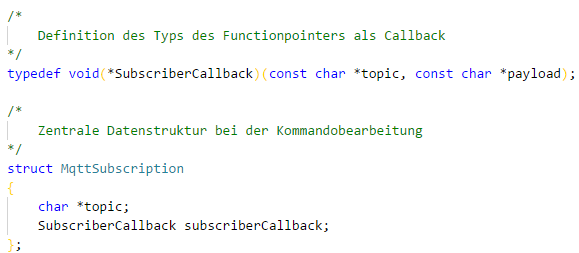 /*
    Definition des Typs des Functionpointers als Callback
*/
typedef void(*SubscriberCallback)(const char *topic, const char *payload);

/*
    Zentrale Datenstruktur bei der Kommandobearbeitung
*/
struct MqttSubscription
{
    char *topic;
    SubscriberCallback subscriberCallback;
};